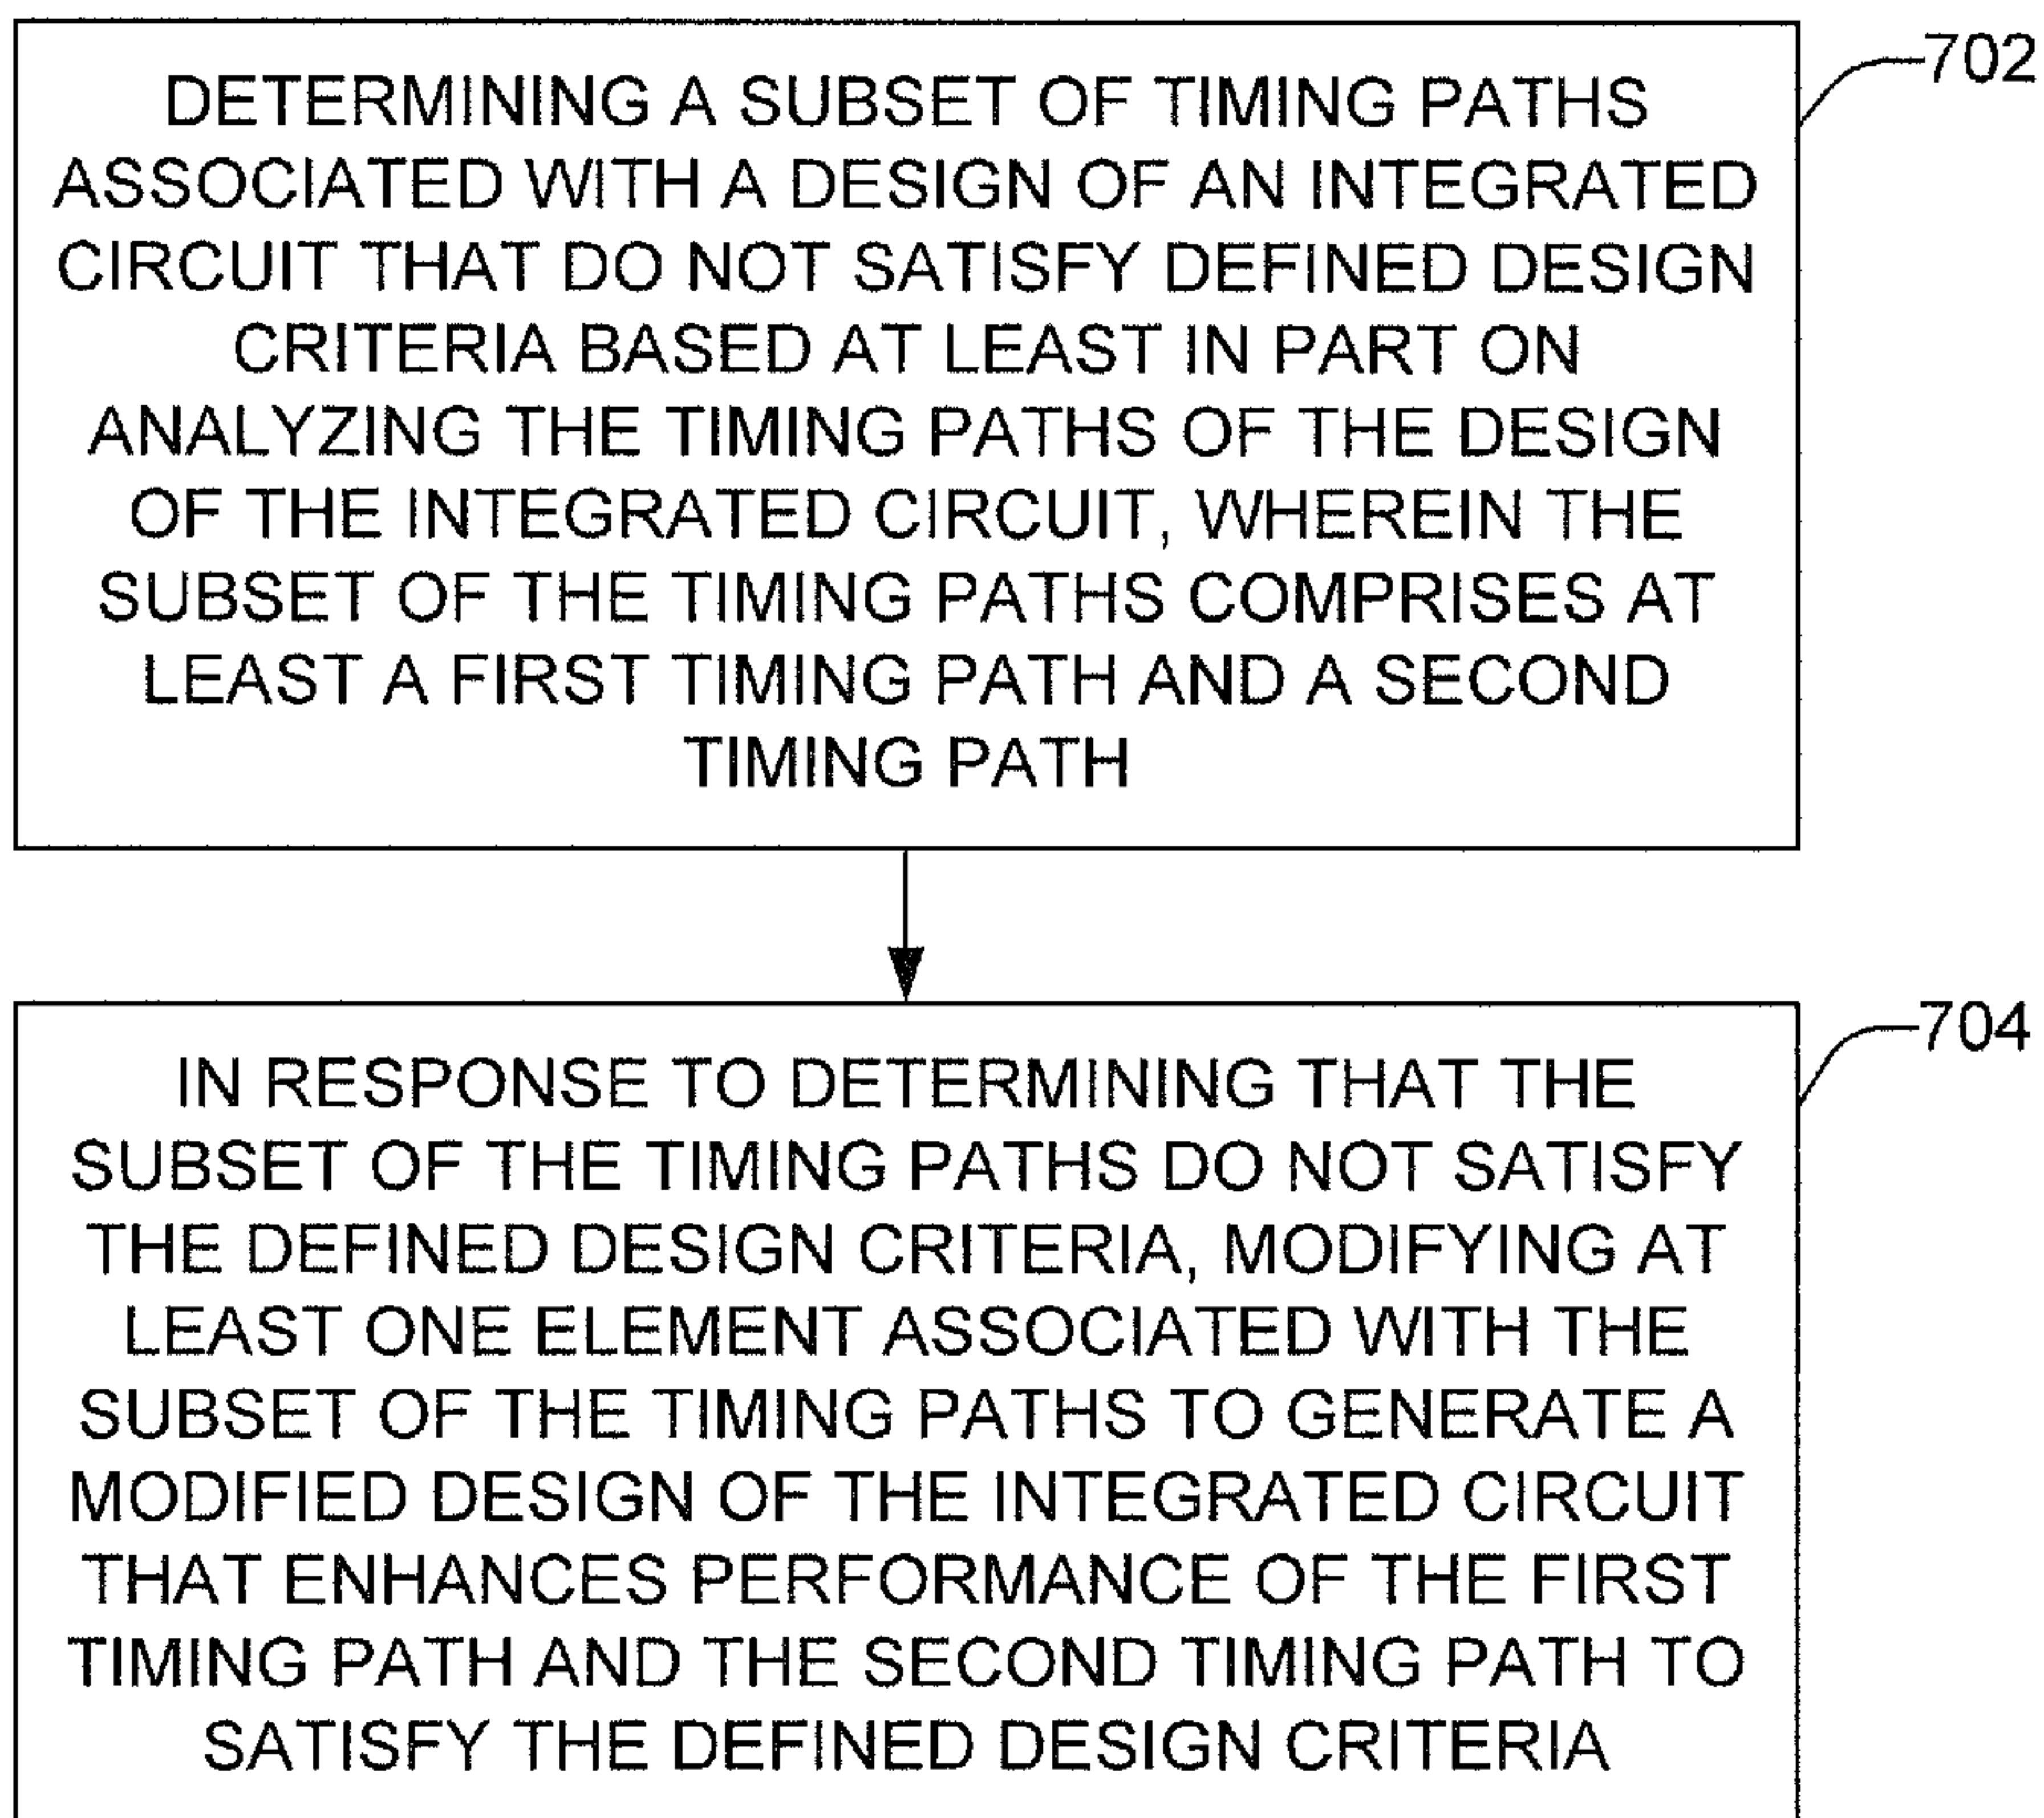 DETERMINING A SUBSET OF TIMING PATHS
ASSOCIATED WITH A DESIGN OF AN INTEGRATED
CIRCUIT THAT DO NOT SATISFY DEFINED DESIGN
CRITERIA BASED AT LEAST IN PART ON
ANALYZING THE TIMING PATHS OF THE DESIGN
OF THE INTEGRATED CIRCUIT, WHEREIN THE
SUBSET OF THE TIMING PATHS COMPRISES AT
LEAST A FIRST TIMING PATH AND A SECOND
TIMING PATH
702
IN RESPONSE TO DETERMINING THAT THE
SUBSET OF THE TIMING PATHS DO NOT SATISFY
THE DEFINED DESIGN CRITERIA, MODIFYING AT
LEAST ONE ELEMENT ASSOCIATED WITH THE
SUBSET OF THE TIMING PATHS TO GENERATE A
MODIFIED DESIGN OF THE INTEGRATED CIRCUIT
THAT ENHANCES PERFORMANCE OF THE FIRST
TIMING PATH AND THE SECOND TIMING PATH TO
SATISFY THE DEFINED DESIGN CRITERIA
704